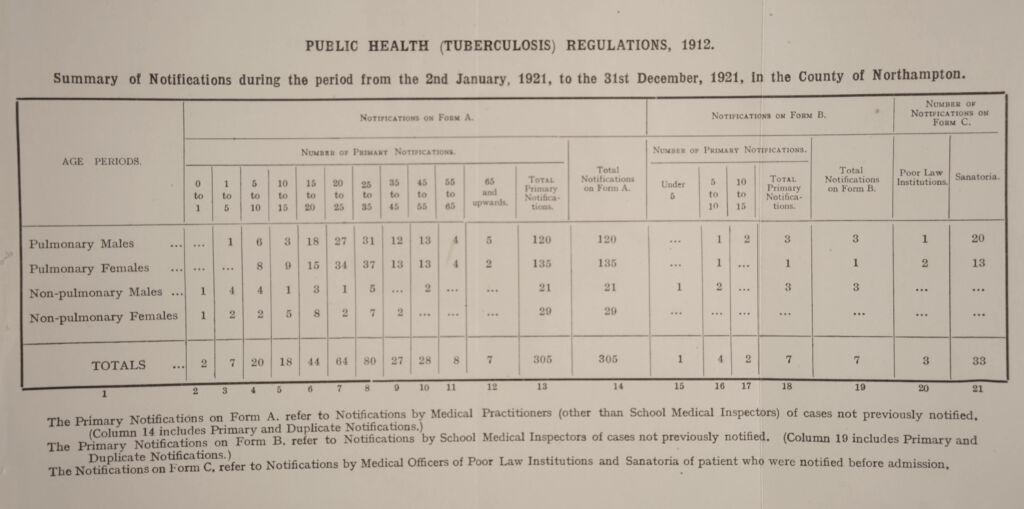 PUBLIC HEALTH (TUBERCULOSIS) REGULATIONS, 1912.
Summary of Notifications during the period from the 2nd January, 1921, to the 31st December, 1921, in the County of Northampton.
AGE PERIODS.
NOTIFICATIONS ON FORM A.
NOTIFICATIONS ON FORM B.
NUMBER OF NOTIFICATIONS ON FORM C.
NUMBER OF PRIMARY NOTIFICATIONS.
Total Notifications on Form A.
NUMBER OF PRIMARY NOTIFICATIONS.
Total Notifications on Form B.
Poor Law Institutions.
Sanatoria.
0 to 1
1 to 5
5 to 10
10 to 15
15 to 20
20 to 25
25 to 35
35 to 45
45 to 55
55 to 65
65 and upwards.
TOTAL Primary Notifica-tions.
Under 5
5 to 10
10 to 15
TOTAL Primary Notifica-tions.
Pulmonary Males ... ... 1 6 3 18 27 31 12 13 4 5 120 120 ... 1 2 3 3 1 20
Pulmonary Females ... ... ... 8 9 15 34 37 13 13 4 2 135 135 ... 1 ... 1 1 2 13
Non-pulmonary Males ... 1 4 4 1 3 1 5 ... 2 ... ... 21 21 1 2 ... 3 3 ... ...
Non-pulmonary Females 1 2 2 5 8 2 7 2 ... ... ... 29 29 ... ... ... ... ... ... ...
TOTALS ... 2 7 20 18 44 64 80 27 28 8 7 305 305 1 4 2 7 7 3 33
1 2 3 4 5 6 7 8 9 10 11 12 13 14 15 16 17 18 19 20 21
The Primary Notifications on Form A. refer to Notifications by Medical Practitioners (other than School Medical Inspectors) of cases not previously notified.
(Column 14 includes Primary and Duplicate Notifications.)
The Primary Notifications on Form B. refer to Notifications by School Medical Inspectors of cases not previously notified. (Column 19 includes Primary and
Duplicate Notifications.)
The Notifications on Form C, refer to Notifications by Medical Officers of Poor Law Institutions and Sanatoria of patient who were notified before admission.